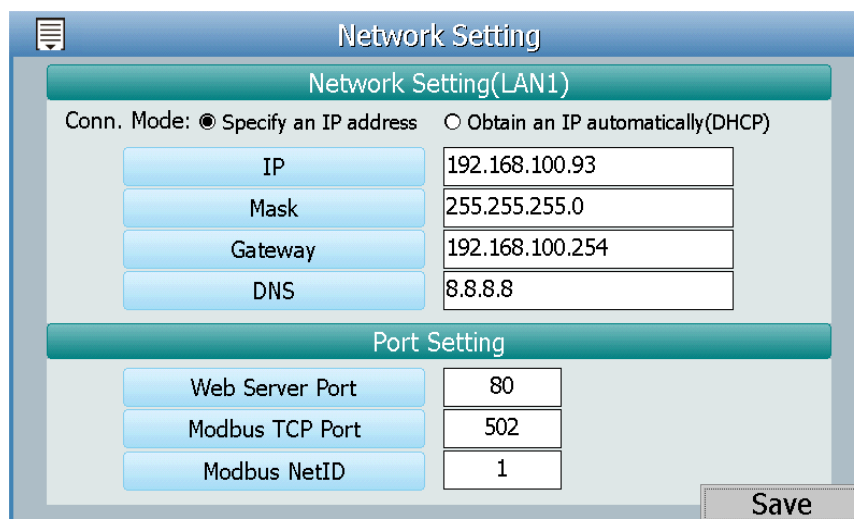 Network Setting
Network Setting(LAN1)
Conn. Mode: Specify an IP address Obtain an IP automatically(DHCP)
IP 192.168.100.93
Mask 255.255.255.0
Gateway 192.168.100.254
DNS 8.8.8.8
Port Setting
Web Server Port 80
Modbus TCP Port 502
Modbus NetID 1
Save